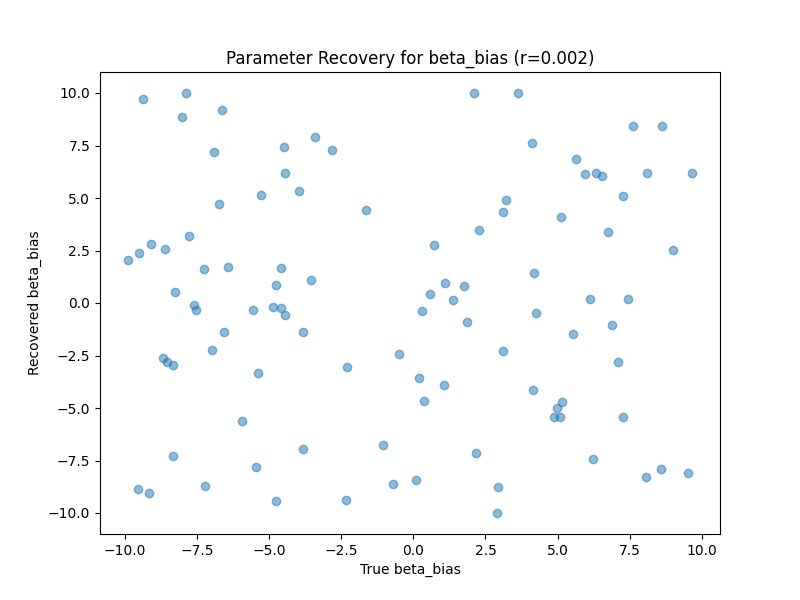 Parameter Recovery for beta_bias (r=0.002)
10.0
7.5
5.0
2.5
0.0
−2.5
−5.0
−7.5
−10.0
Recovered beta_bias
−10.0 −7.5 −5.0 −2.5 0.0 2.5 5.0 7.5 10.0
True beta_bias